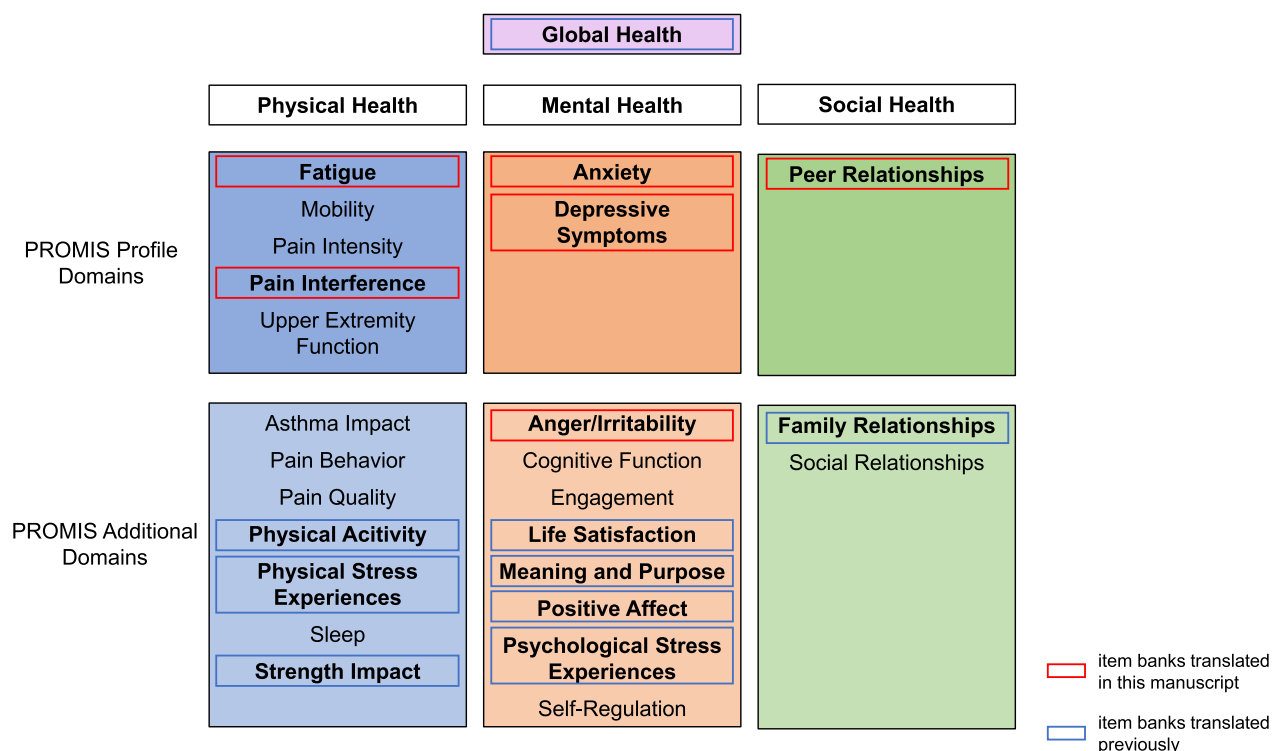 Global Health
Physical Health
Mental Health
Social Health
PROMIS Profile
Domains
Fatigue
Mobility
Pain Intensity
Pain Interference
Upper Extremity
Function
Anxiety
Depressive
Symptoms
Peer Relationships
PROMIS Additional
Domains
Asthma Impact
Pain Behavior
Pain Quality
Physical Acitivity
Physical Stress
Experiences
Sleep
Strength Impact
Anger/Irritability
Cognitive Function
Engagement
Life Satisfaction
Meaning and Purpose
Positive Affect
Psychological Stress
Experiences
Self-Regulation
Family Relationships
Social Relationships
item banks translated
in this manuscript
item banks translated
previously